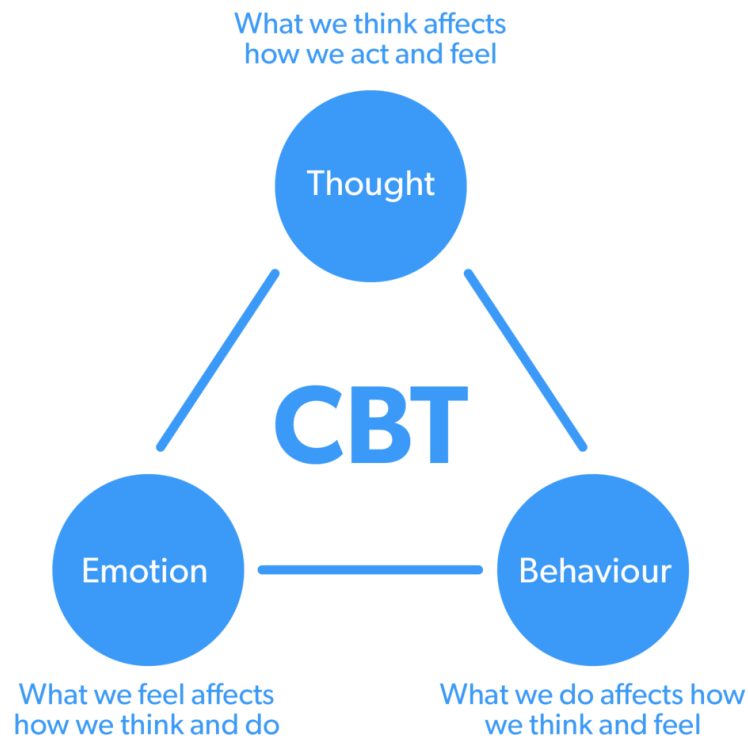 What we think affects
how we act and feel
Thought
CBT
Emotion
Behaviour
What we feel affects
how we think and do
What we do affects how
we think and feel